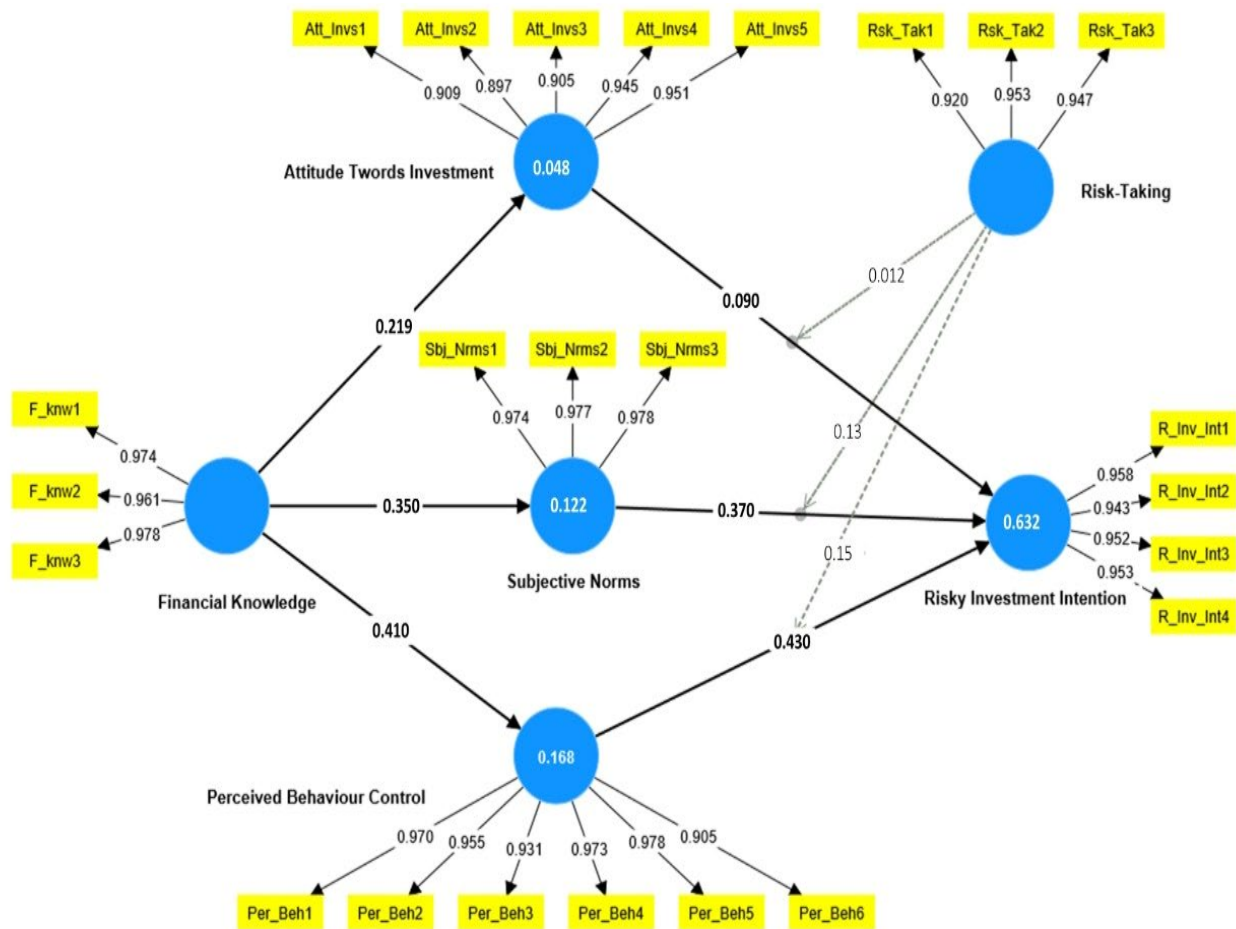 Att_Invs1
Att_Invs2
Att_Invs3
Att_Invs4
Att_Invs5
Rsk_Tak1
Rsk_Tak2
Rsk_Tak3
0.909
0.897
0.905
0.945
0.951
0.920
0.953
0.947
Attitude Twords Investment
0.048
Risk-Taking
0.012
0.090
0.219
Sbj_Nrms1
Sbj_Nrms2
Sbj_Nrms3
0.974
0.977
0.978
0.13
F_knw1
F_knw2
F_knw3
0.974
0.961
0.978
0.350
0.122
0.370
0.632
R_Inv_Int1
R_Inv_Int2
R_Inv_Int3
R_Inv_Int4
0.958
0.943
0.952
0.953
0.15
Subjective Norms
Financial Knowledge
Risky Investment Intention
0.410
0.430
0.168
Perceived Behaviour Control
0.970
0.955
0.931
0.973
0.978
0.905
Per_Beh1
Per_Beh2
Per_Beh3
Per_Beh4
Per_Beh5
Per_Beh6